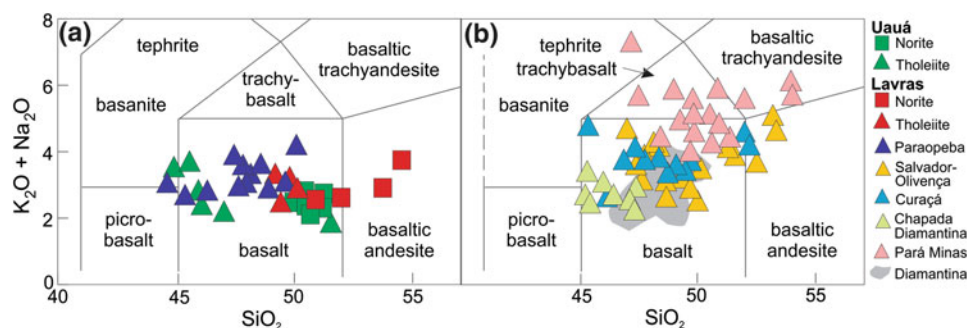 K₂O + Na₂O
8
6
4
2
0
(a)
tephrite
basaltic
trachyandesite
trachy-
basalt
basanite
picro-
basalt
basalt
basaltic
andesite
40
45
50
55
SiO₂
(b)
tephrite
trachybasalt
basaltic
trachyandesite
basanite
picro-
basalt
basalt
basaltic
andesite
45
50
55
SiO₂
Uauá
Norite
Tholeiite
Lavras
Norite
Tholeiite
Paraopeba
Salvador-
Olivença
Curaçá
Chapada
Diamantina
Pará Minas
Diamantina